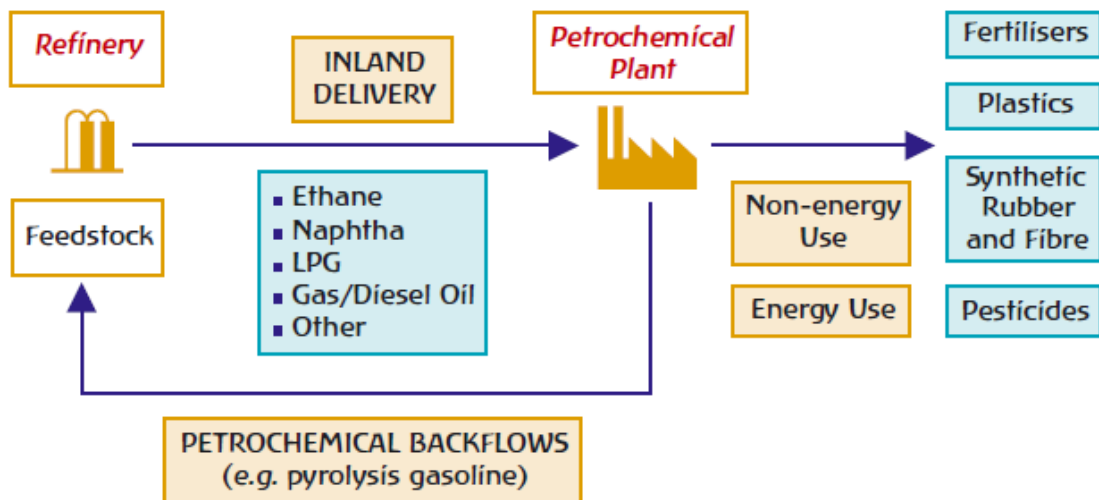 Refinery
INLAND
DELIVERY
Petrochemical
Plant
Fertilisers
Plastics
Synthetic
Rubber
and Fibre
Pesticides
Feedstock
▪ Ethane
▪ Naphtha
▪ LPG
▪ Gas/Diesel Oil
▪ Other
Non-energy
Use
Energy Use
PETROCHEMICAL BACKFLOWS
(e.g. pyrolysis gasoline)